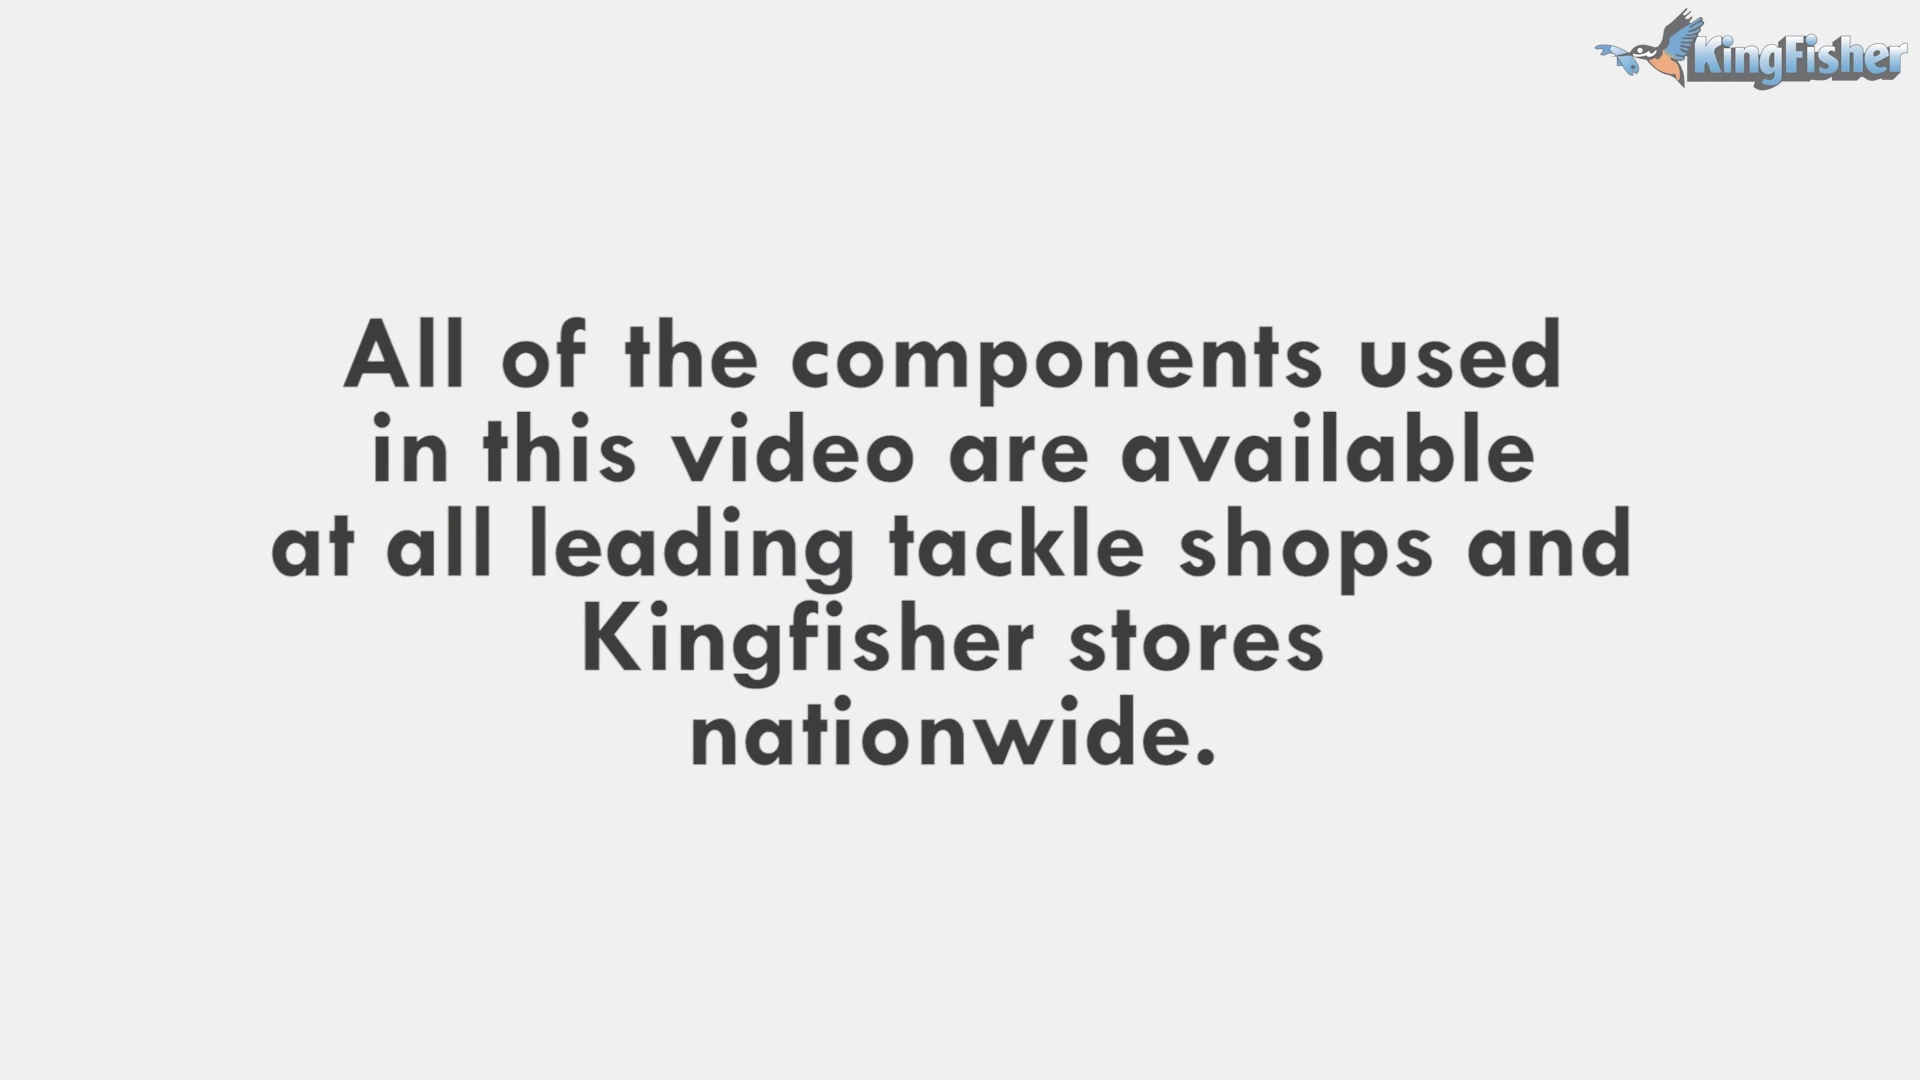 KingFisher
All of the components used
in this video are available
at all leading tackle shops and
Kingfisher stores
nationwide.